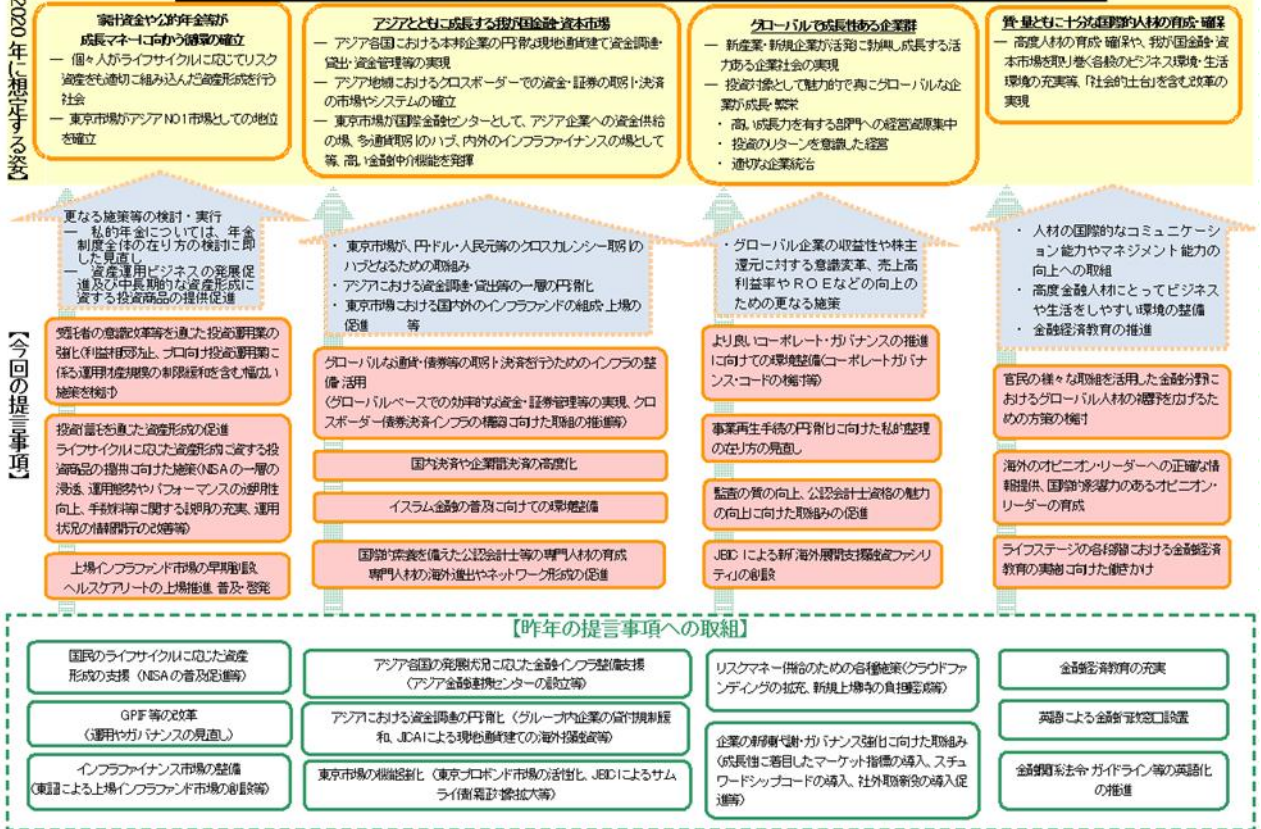 【2020年に想定する姿】
家計資金や公的年金等が
成長マネーに向かう循環の確立
― 個々人がライフサイクルに応じてリスク
資産をも適切に組み込んだ資産形成を行う
社会
― 東京市場がアジアNO1市場としての地位
を確立
アジアとともに成長する我が国金融・資本市場
― アジア各国における本邦企業の円滑な現地通貨建て資金調達・
貸出・資金管理等の実現
― アジア地域におけるクロスボーダーでの資金・証券の取引・決済
の市場やシステムの確立
― 東京市場が国際金融センターとして、アジア企業への資金供給
の場、多通貨取引のハブ、内外のインフラファイナンスの場として
等、高い金融仲介機能を発揮
グローバルで成長性ある企業群
― 新産業・新規企業が活発に勃興し成長する活
力ある企業社会の実現
― 投資対象として魅力的で真にグローバルな企
業が成長・繁栄
・ 高い成長力を有する部門への経営資源集中
・ 投資のリターンを意識した経営
・ 適切な企業統治
質・量ともに十分な国際的人材の育成・確保
― 高度人材の育成・確保や、我が国金融・資
本市場を取り巻く各般のビジネス環境・生活
環境の充実等、「社会的土台」を含む改革の
実現
更なる施策等の検討・実行
― 私的年金については、年金
制度全体の在り方の検討に即
した見直し
― 資産運用ビジネスの発展促
進及び中長期的な資産形成に
資する投資商品の提供促進
・ 東京市場が、円・ドル・人民元等のクロスカレンシー取引の
ハブとなるための取組み
・ アジアにおける資金調達・貸出等の一層の円滑化
・ 東京市場における国内外のインフラファンドの組成・上場の
促進 等
・グローバル企業の収益性や株主
還元に対する意識変革、売上高
利益率やＲＯＥなどの向上の
ための更なる施策
・ 人材の国際的なコミュニケー
ション能力やマネジメント能力の
向上への取組
・ 高度金融人材にとってビジネス
や生活をしやすい環境の整備
・ 金融経済教育の推進
【今回の提言事項】
受託者の意識改革等を通じた投資運用業の
強化（利益相反防止、プロ向け投資運用業に
係る運用財産規模の制限緩和を含む幅広い
施策を検討）
投資信託を通じた資産形成の促進
ライフサイクルに応じた資産形成に資する投
資商品の提供に向けた施策（NISAの一層の
浸透、運用態勢やパフォーマンスの透明性
向上、手数料等に関する説明の充実、運用
状況の情報開示の改善等）
上場インフラファンド市場の早期創設
ヘルスケアリートの上場推進、普及・啓発
グローバルな通貨・債券等の取引・決済を行うためのインフラの整
備・活用
（グローバルベースでの効率的な資金・証券管理等の実現、クロ
スボーダー債券決済インフラの構築に向けた取組の推進等）
国内決済や企業間決済の高度化
イスラム金融の普及に向けての環境整備
国際的素養を備えた公認会計士等の専門人材の育成
専門人材の海外進出やネットワーク形成の促進
より良いコーポレート・ガバナンスの推進
に向けての環境整備（コーポレートガバナ
ンス・コードの検討等）
事業再生手続の円滑化に向けた私的整理
の在り方の見直し
監査の質の向上、公認会計士資格の魅力
の向上に向けた取組みの促進
JBICによる新「海外展開支援融資ファシリ
ティ」の創設
官民の様々な取組を活用した金融分野に
おけるグローバル人材の裾野を広げるた
めの方策の検討
海外のオピニオン・リーダーへの正確な情
報提供、国際的影響力のあるオピニオン・
リーダーの育成
ライフステージの各段階における金融経済
教育の実施に向けた働きかけ
【昨年の提言事項への取組】
国民のライフサイクルに応じた資産
形成の支援（NISAの普及促進等）
GPIF等の改革
（運用やガバナンスの見直し）
インフラファイナンス市場の整備
（東証による上場インフラファンド市場の創設等）
アジア各国の発展状況に応じた金融インフラ整備支援
（アジア金融連携センターの設立等）
アジアにおける資金調達の円滑化（グループ内企業の貸付規制緩
和、JICAによる現地通貨建ての海外投融資等）
東京市場の機能強化（東京プロボンド市場の活性化、JBICによるサム
ライ債保証対象拡大等）
リスクマネー供給のための各種施策（クラウドファ
ンディングの拡充、新規上場時の負担軽減等）
企業の新陳代謝・ガバナンス強化に向けた取組み
（成長性に着目したマーケット指標の導入、スチュ
ワードシップコードの導入、社外取締役の導入促
進等）
金融経済教育の充実
英語による金融行政窓口設置
金融関係法令・ガイドライン等の英語化
の推進